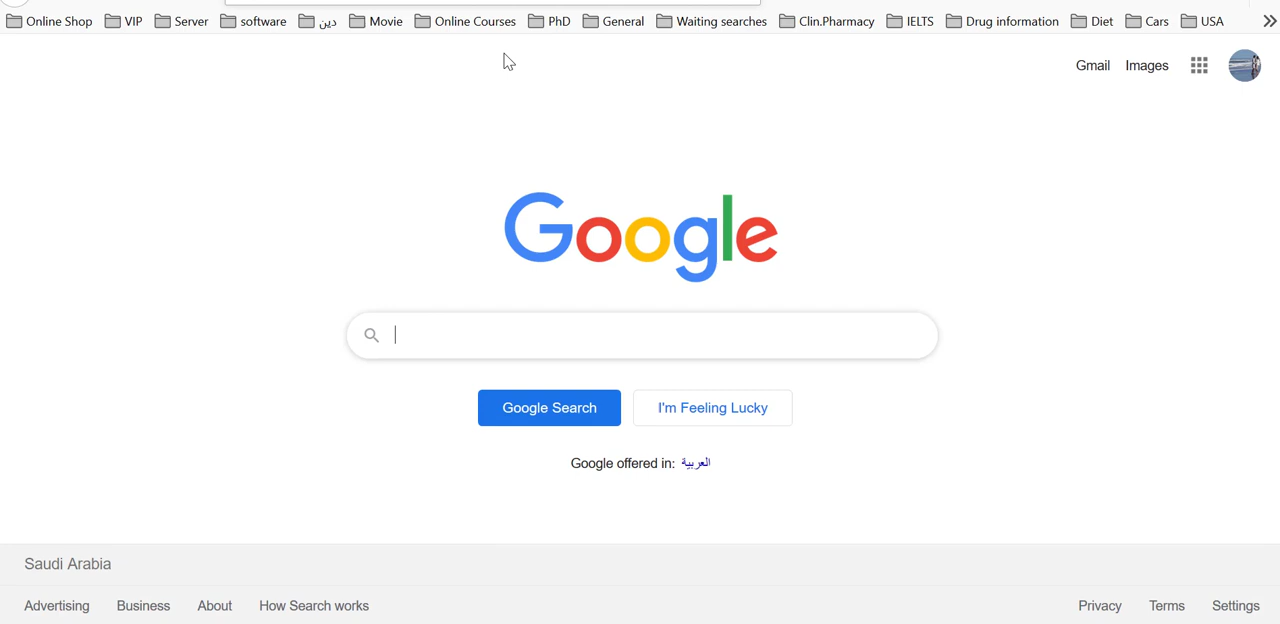 Online Shop VIP Server software دين Movie Online Courses PhD General Waiting searches Clin.Pharmacy IELTS Drug information Diet Cars USA
Gmail Images
Google
Google Search I'm Feeling Lucky
Google offered in: العربية
Saudi Arabia
Advertising Business About How Search works Privacy Terms Settings